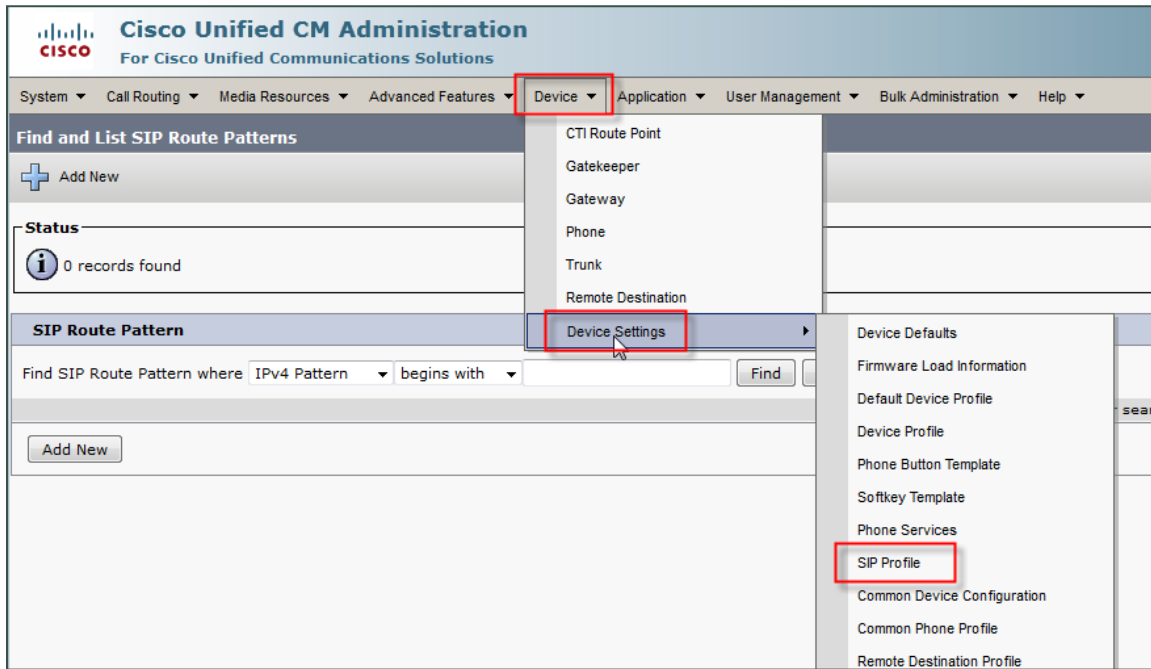 CISCO
Cisco Unified CM Administration
For Cisco Unified Communications Solutions
System Call Routing Media Resources Advanced Features Device Application User Management Bulk Administration Help
Find and List SIP Route Patterns
Add New
Status
0 records found
SIP Route Pattern
Find SIP Route Pattern where IPv4 Pattern begins with Find
Add New
CTI Route Point
Gatekeeper
Gateway
Phone
Trunk
Remote Destination
Device Settings
Device Defaults
Firmware Load Information
Default Device Profile
Device Profile
Phone Button Template
Softkey Template
Phone Services
SIP Profile
Common Device Configuration
Common Phone Profile
Remote Destination Profile